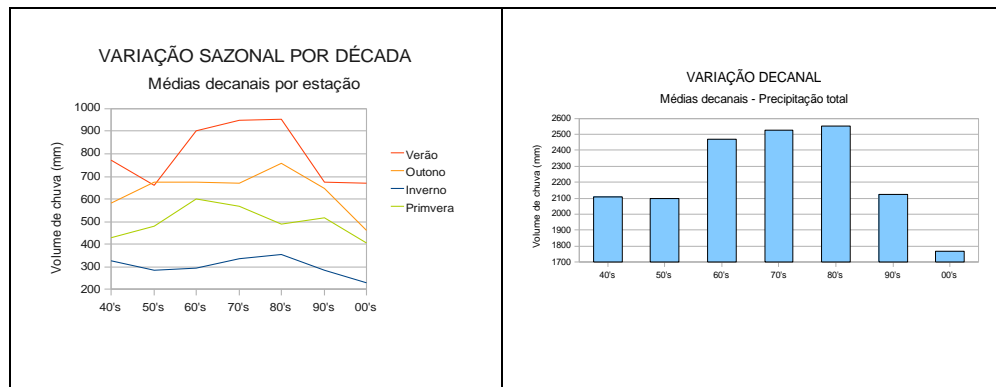 VARIAÇÃO SAZONAL POR DÉCADA
Médias decanais por estação
Volume de chuva (mm)
1000
900
800
700
600
500
400
300
200
40's 50's 60's 70's 80's 90's 00's
Verão
Outono
Inverno
Primvera
VARIAÇÃO DECANAL
Médias decanais - Precipitação total
Volume de chuva (mm)
2600
2500
2400
2300
2200
2100
2000
1900
1800
1700
40's 50's 60's 70's 80's 90's 00's